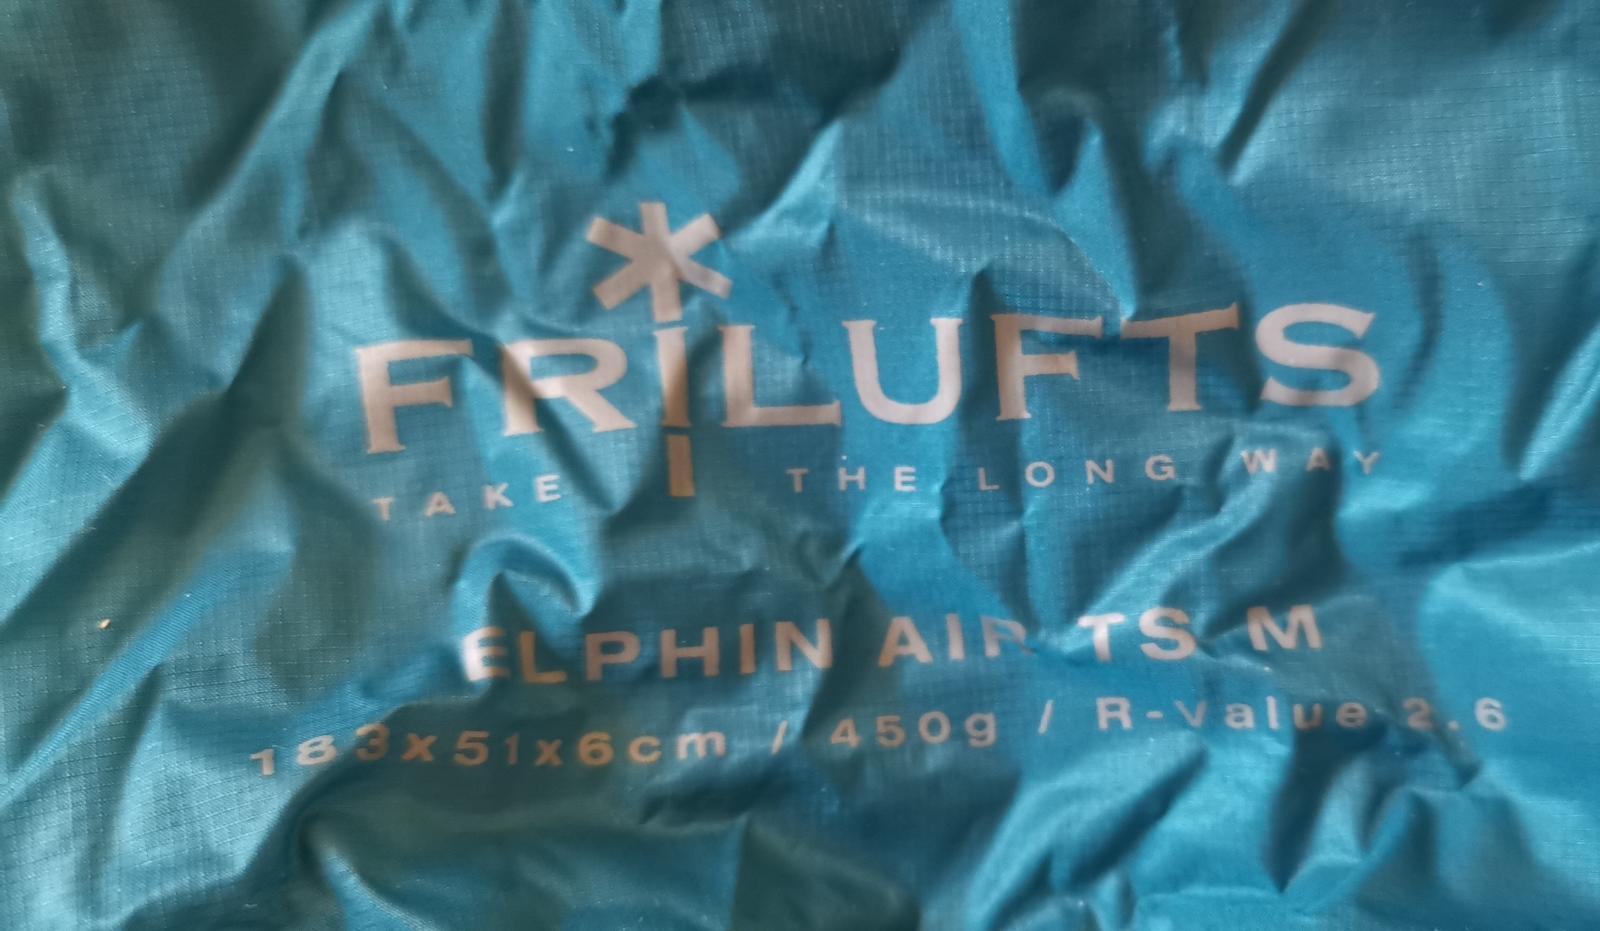 FRILUFTS
TAKE THE LONG WAY
ELPHIN AIR TS M
183x51x6cm / 450g / R-Value 2.6